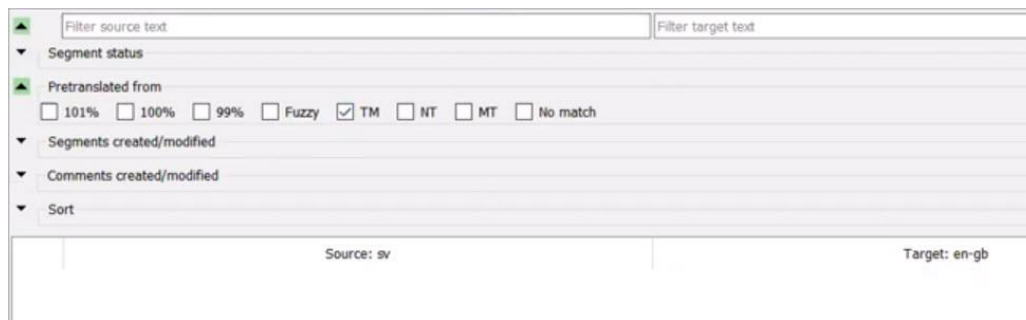 Filter source text Filter target text
Segment status
Pretranslated from
101% 100% 99% Fuzzy TM NT MT No match
Segments created/modified
Comments created/modified
Sort
Source: sv Target: en-gb